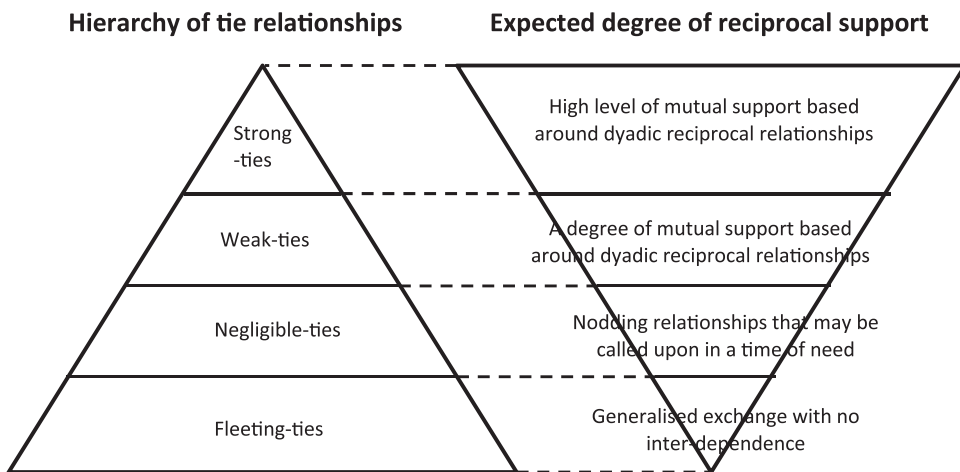 Hierarchy of tie relationships
Expected degree of reciprocal support
Strong
-ties
High level of mutual support based
around dyadic reciprocal relationships
Weak-ties
A degree of mutual support based
around dyadic reciprocal relationships
Negligible-ties
Nodding relationships that may be
called upon in a time of need
Fleeting-ties
Generalised exchange with no
inter-dependence